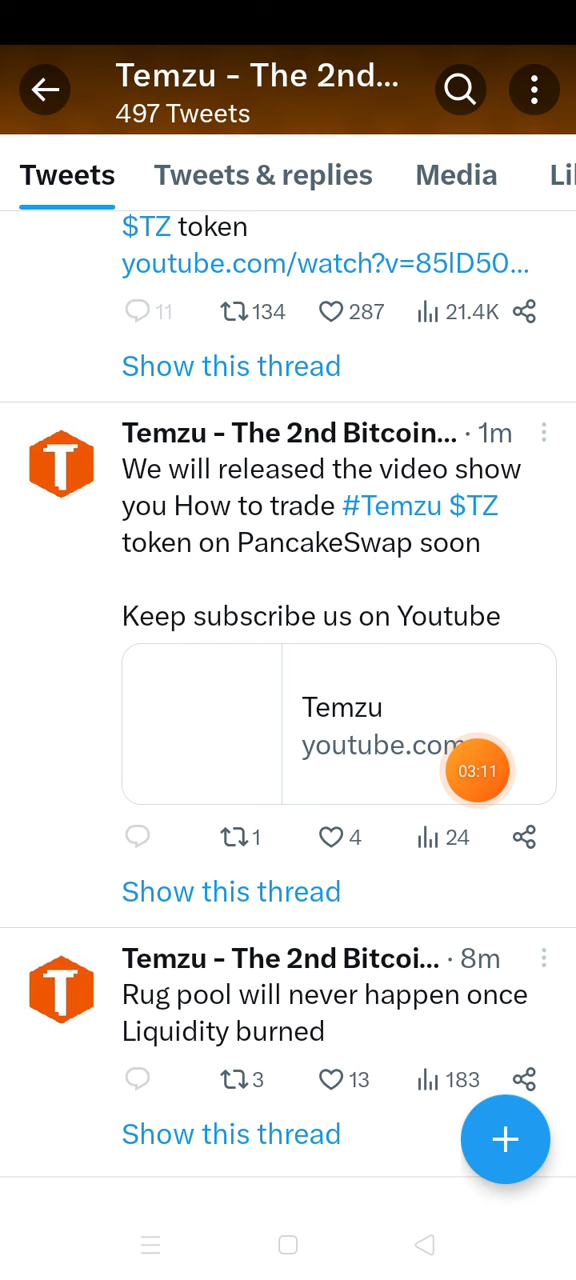 Temzu - The 2nd...
497 Tweets
Tweets
Tweets & replies
Media
Li
$TZ token
youtube.com/watch?v=85lD5O...
11
134
287
21.4K
Show this thread
Temzu - The 2nd Bitcoin... · 1m
We will released the video show
you How to trade #Temzu $TZ
token on PancakeSwap soon
Keep subscribe us on Youtube
Temzu
youtube.com
03:11
1
4
24
Show this thread
Temzu - The 2nd Bitcoi... · 8m
Rug pool will never happen once
Liquidity burned
3
13
183
Show this thread